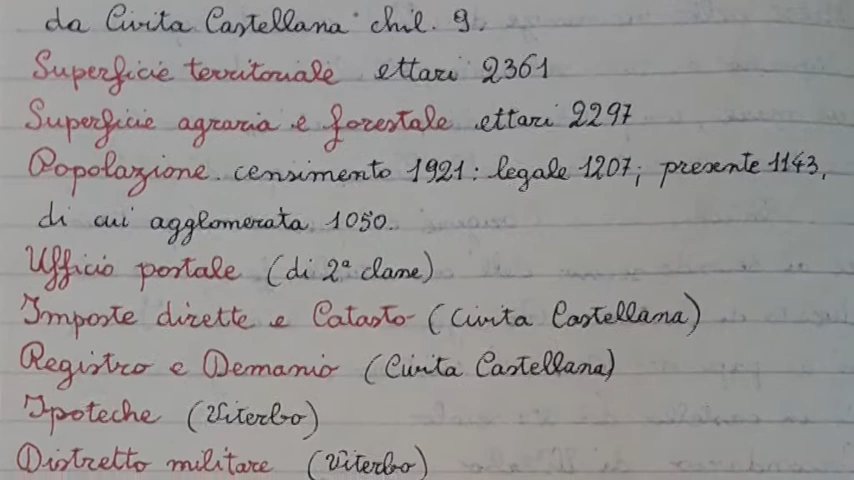 da Civita Castellana chil. 9.
Superficie territoriale ettari 2361
Superficie agraria e forestale ettari 2297
Popolazione censimento 1921: legale 1207; presente 1143,
di cui agglomerata 1050.
Ufficio postale (di 2ª classe)
Imposte dirette e Catasto (Civita Castellana)
Registro e Demanio (Civita Castellana)
Ipoteche (Viterbo)
Distretto militare (Viterbo)